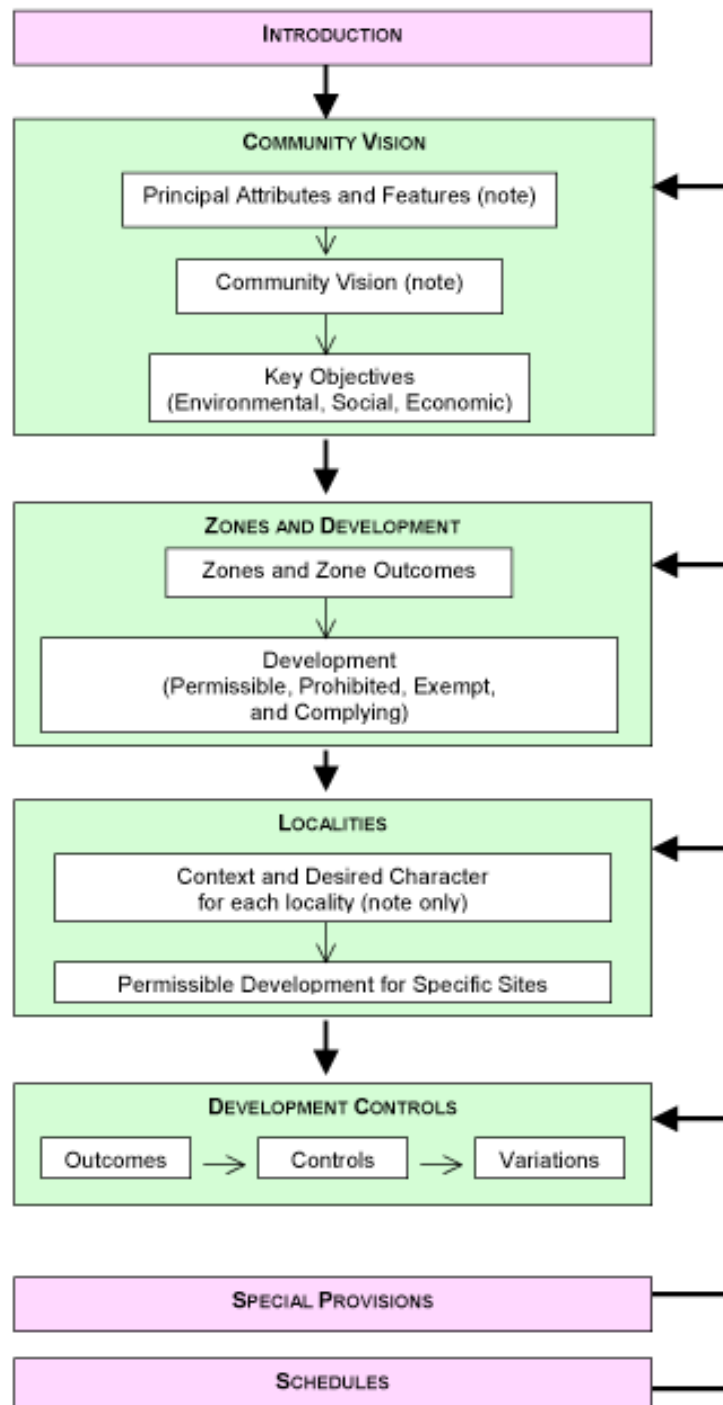 INTRODUCTION
COMMUNITY VISION
Principal Attributes and Features (note)
Community Vision (note)
Key Objectives
(Environmental, Social, Economic)
ZONES AND DEVELOPMENT
Zones and Zone Outcomes
Development
(Permissible, Prohibited, Exempt,
and Complying)
LOCALITIES
Context and Desired Character
for each locality (note only)
Permissible Development for Specific Sites
DEVELOPMENT CONTROLS
Outcomes
Controls
Variations
SPECIAL PROVISIONS
SCHEDULES